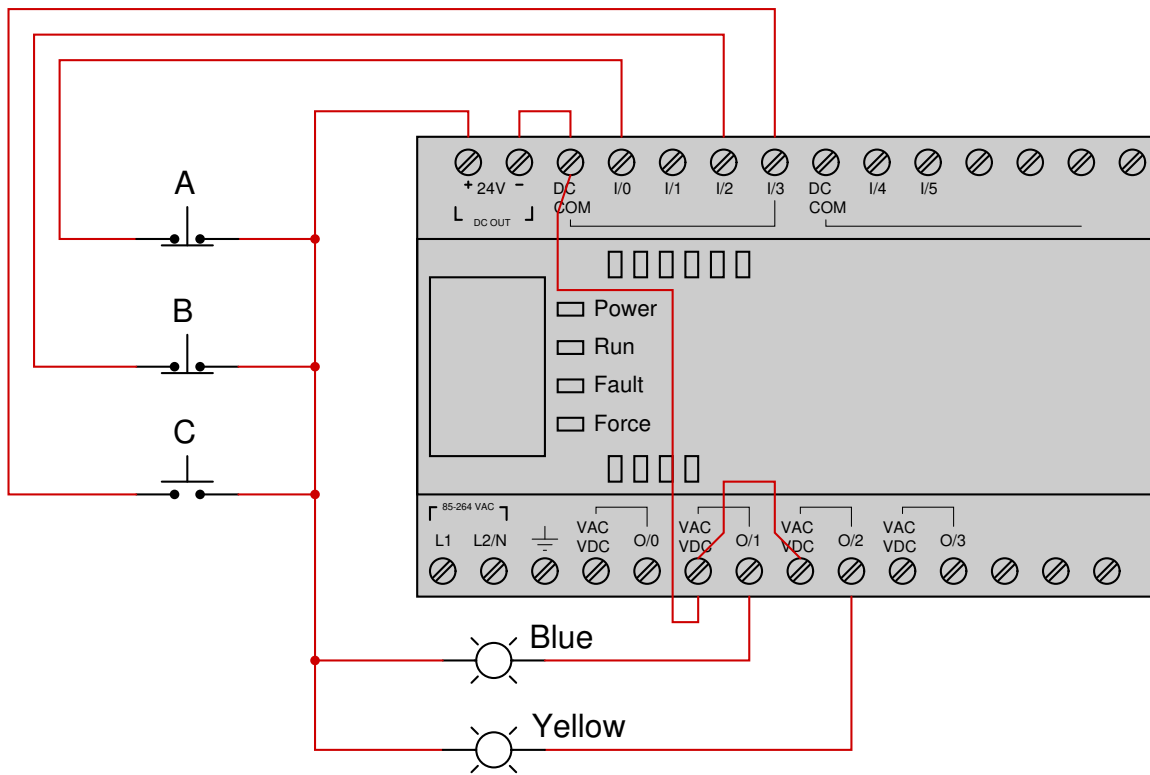 A
B
C
+ 24V -
DC COM
I/0
I/1
I/2
I/3
DC COM
I/4
I/5
DC OUT
Power
Run
Fault
Force
85-264 VAC
L1
L2/N
VAC VDC
O/0
VAC VDC
O/1
VAC VDC
O/2
VAC VDC
O/3
Blue
Yellow